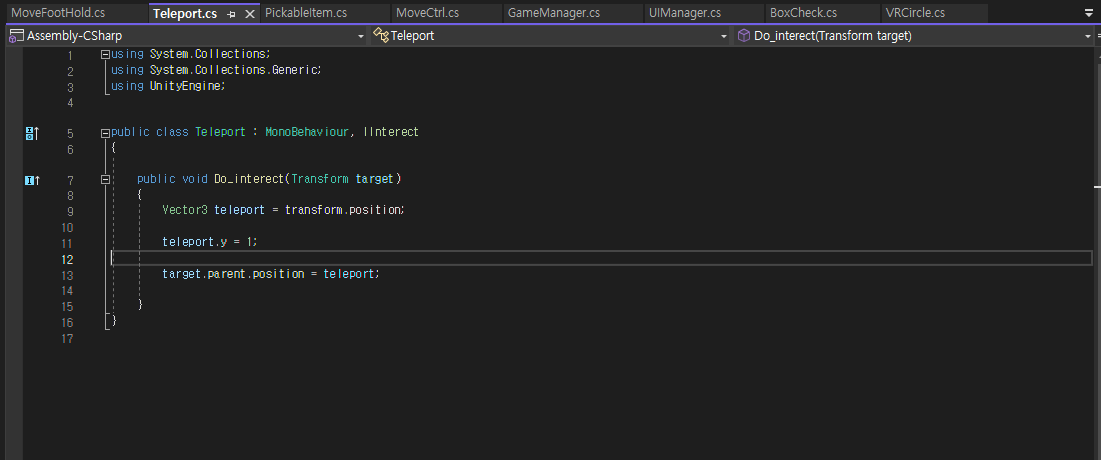 MoveFootHold.cs Teleport.cs PickableItem.cs MoveCtrl.cs GameManager.cs UIManager.cs BoxCheck.cs VRCircle.cs
Assembly-CSharp Teleport Do_interect(Transform target)
1 using System.Collections;
2 using System.Collections.Generic;
3 using UnityEngine;
4
5 public class Teleport : MonoBehaviour, IInterect
6 {
7 public void Do_interect(Transform target)
8 {
9 Vector3 teleport = transform.position;
10
11 teleport.y = 1;
12
13 target.parent.position = teleport;
14
15 }
16 }
17